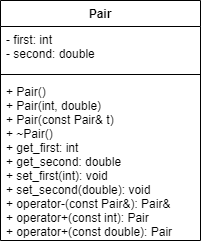 Pair
- first: int
- second: double
+ Pair()
+ Pair(int, double)
+ Pair(const Pair& t)
+ ~Pair()
+ get_first: int
+ get_second: double
+ set_first(int): void
+ set_second(double): void
+ operator-(const Pair&): Pair&
+ operator+(const int): Pair
+ operator+(const double): Pair